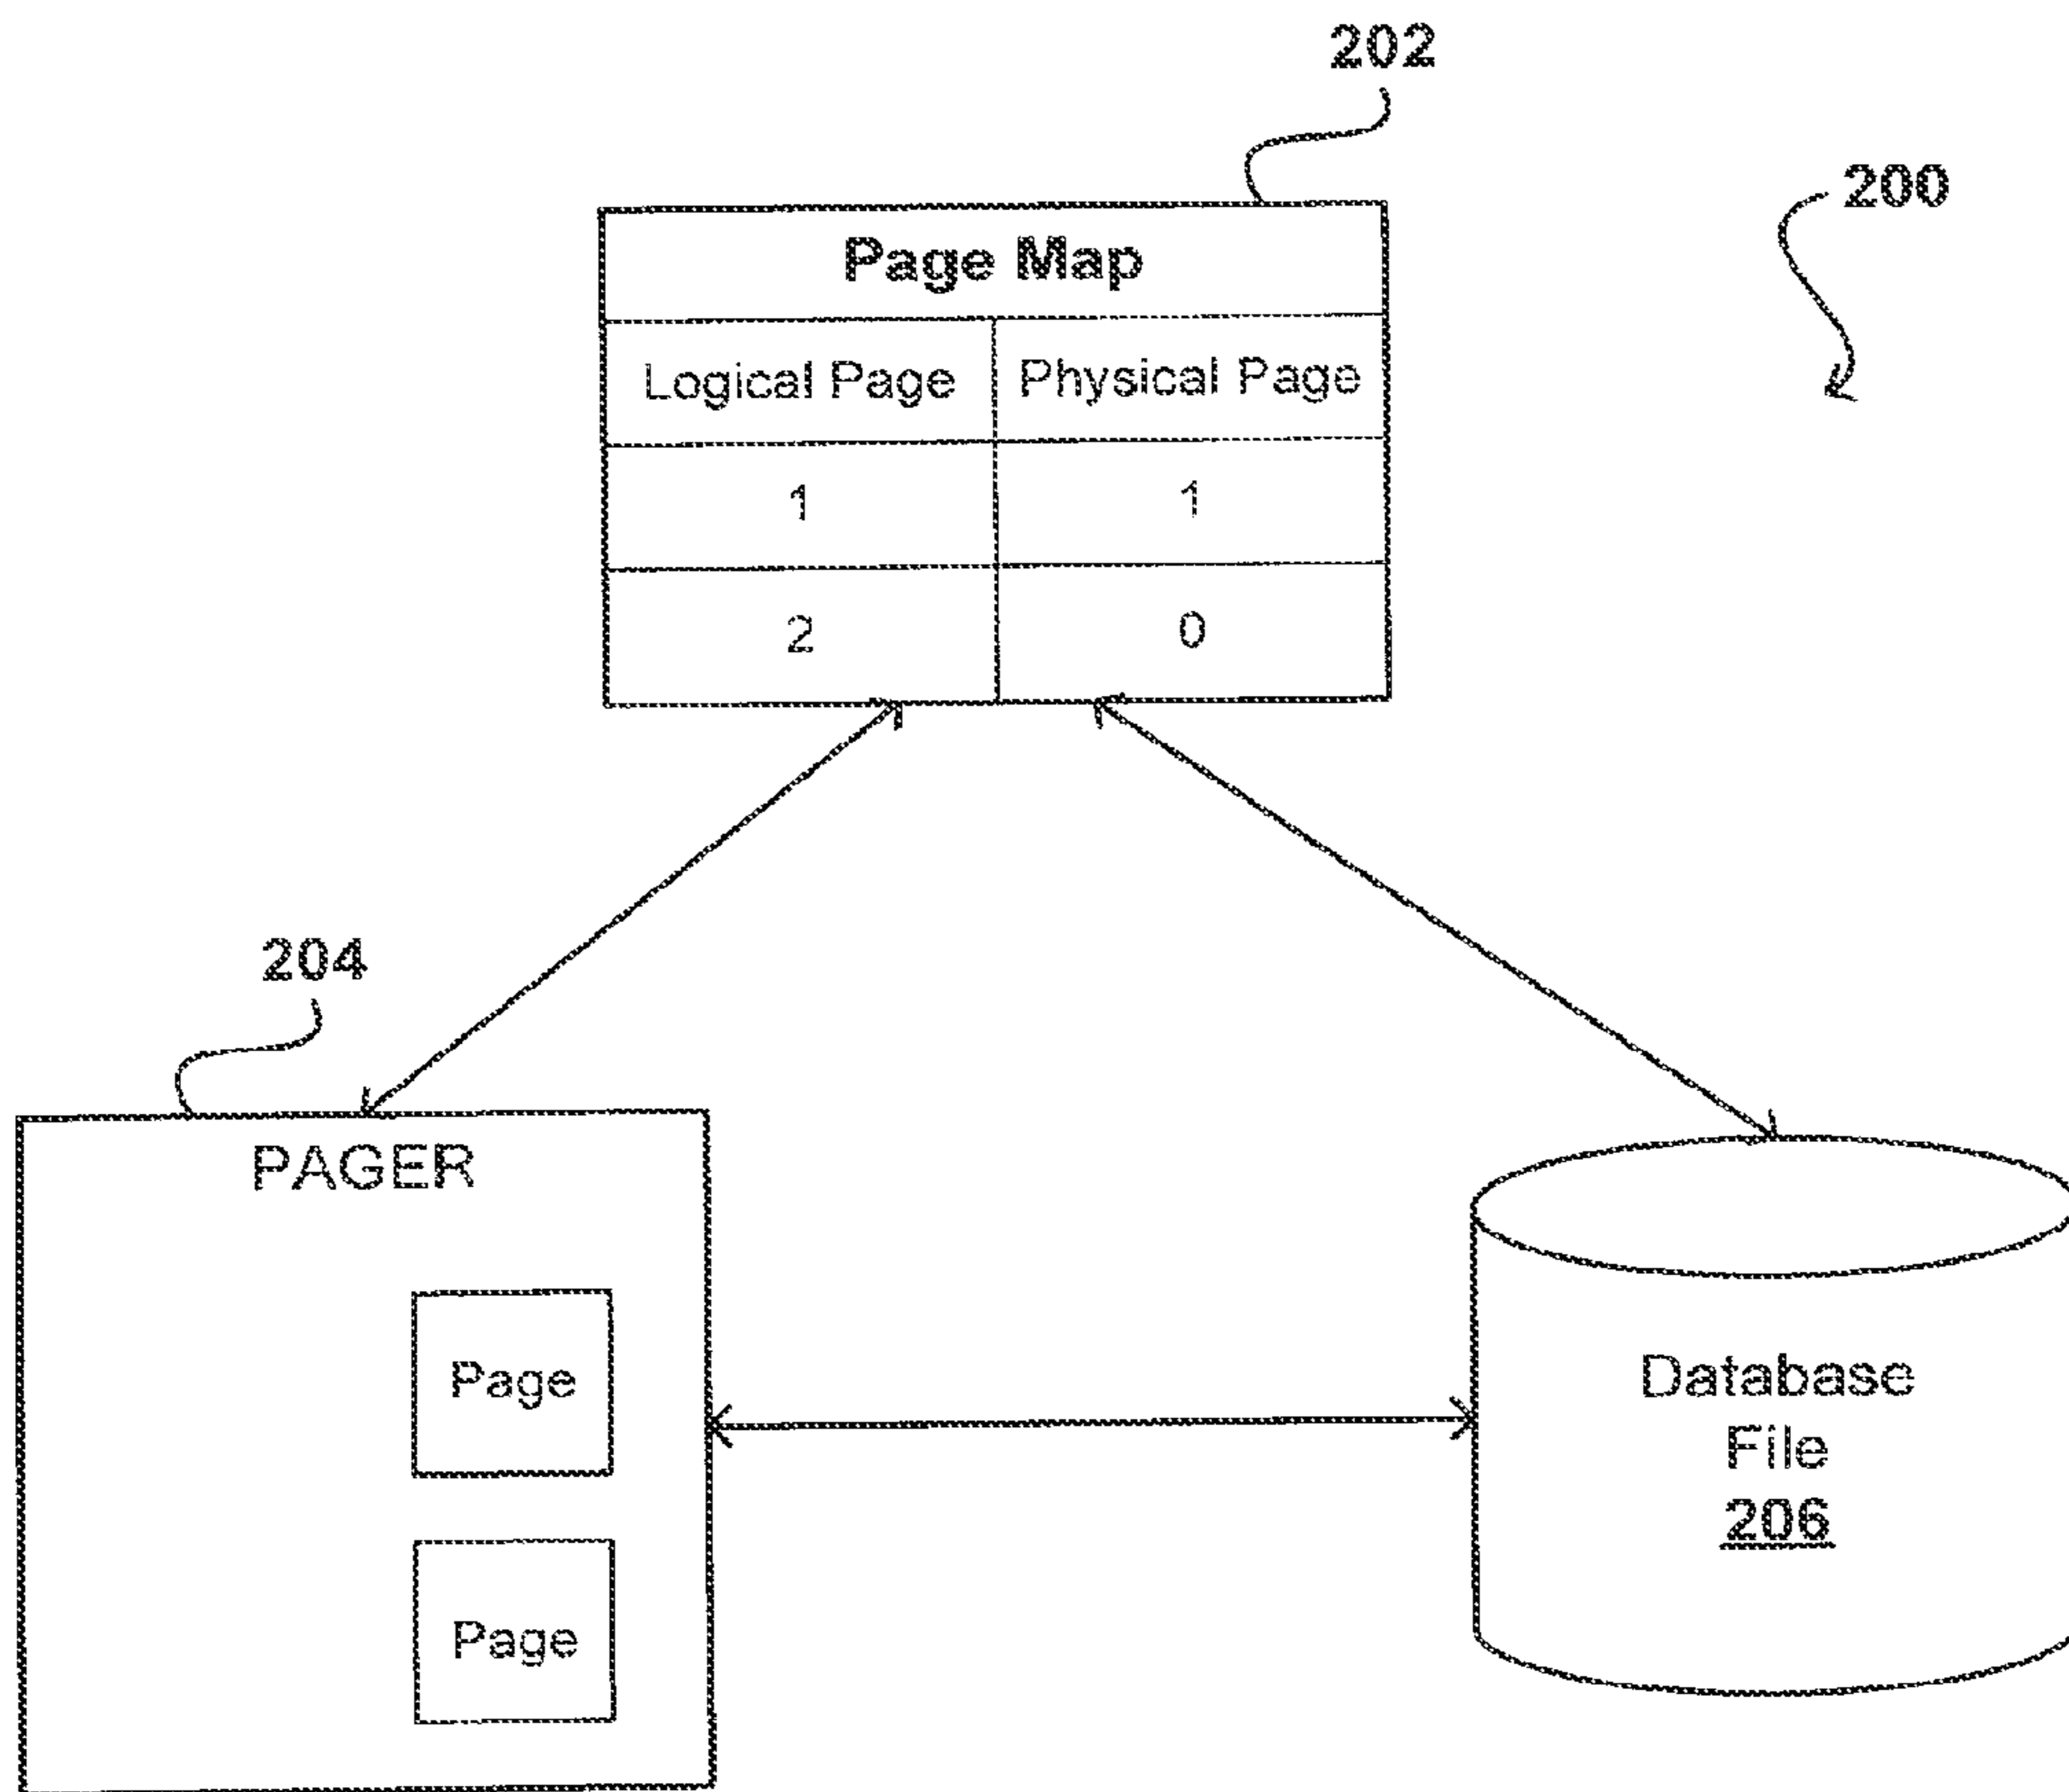 202
200
Page Map
Logical Page Physical Page
1 1
2 0
204
PAGER
Page
Page
Database
File
206